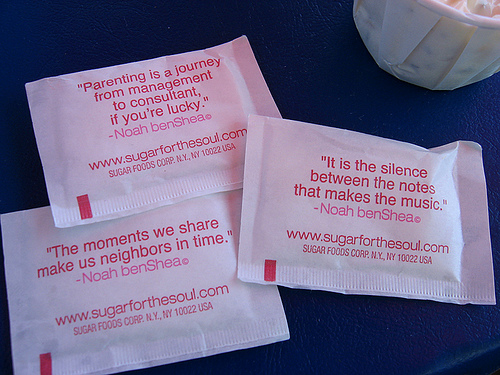 "Parenting is a journey
from management
to consultant,
if you're lucky."
-Noah benShea©
www.sugarforthesoul.com
SUGAR FOODS CORP. N.Y., NY 10022 USA
"It is the silence
between the notes
that makes the music."
-Noah benShea©
www.sugarforthesoul.com
SUGAR FOODS CORP. N.Y., NY 10022 USA
"The moments we share
make us neighbors in time."
-Noah benShea©
www.sugarforthesoul.com
SUGAR FOODS CORP. N.Y., NY 10022 USA